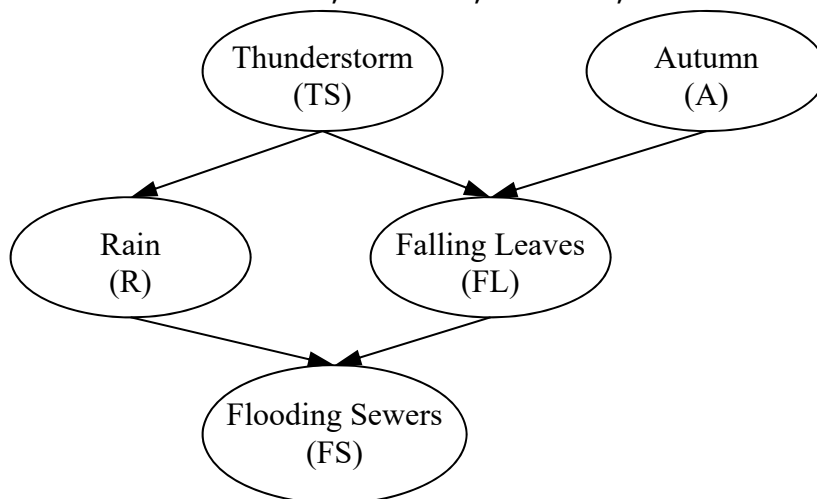 Thunderstorm
(TS)
Autumn
(A)
Rain
(R)
Falling Leaves
(FL)
Flooding Sewers
(FS)